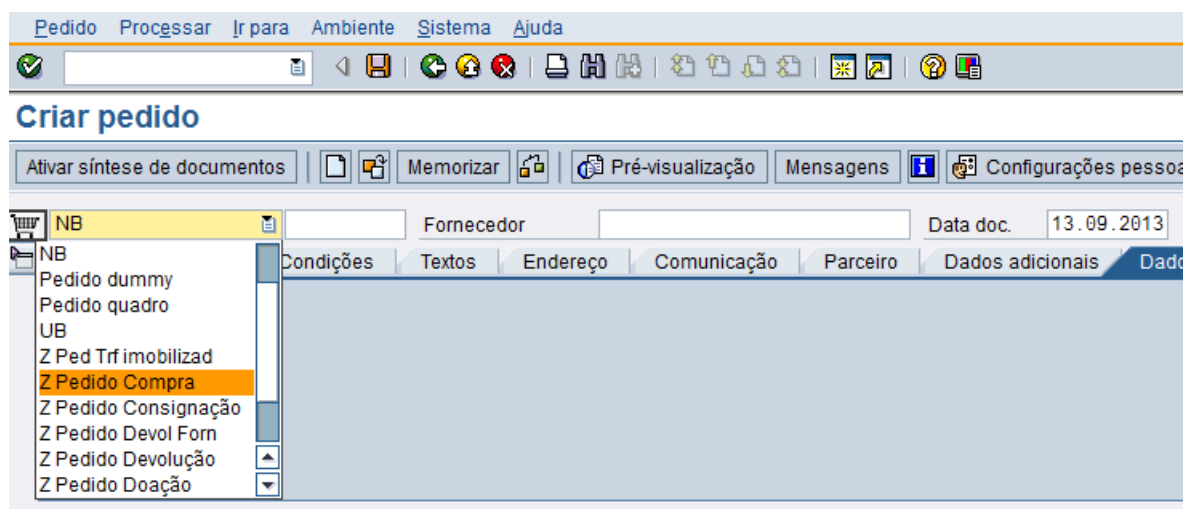 Pedido Processar Ir para Ambiente Sistema Ajuda
Criar pedido
Ativar síntese de documentos Memorizar Pré-visualização Mensagens Configurações pessoa
NB Fornecedor Data doc. 13.09.2013
Condições Textos Endereço Comunicação Parceiro Dados adicionais Dado
NB
Pedido dummy
Pedido quadro
UB
Z Ped Trf imobilizad
Z Pedido Compra
Z Pedido Consignação
Z Pedido Devol Forn
Z Pedido Devolução
Z Pedido Doação